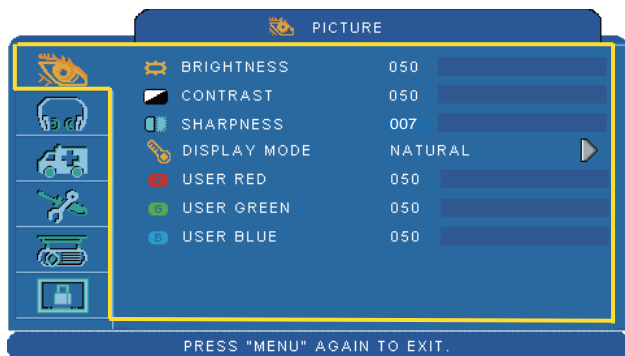 PICTURE
BRIGHTNESS 050
CONTRAST 050
SHARPNESS 007
DISPLAY MODE NATURAL
R USER RED 050
G USER GREEN 050
B USER BLUE 050
PRESS "MENU" AGAIN TO EXIT.